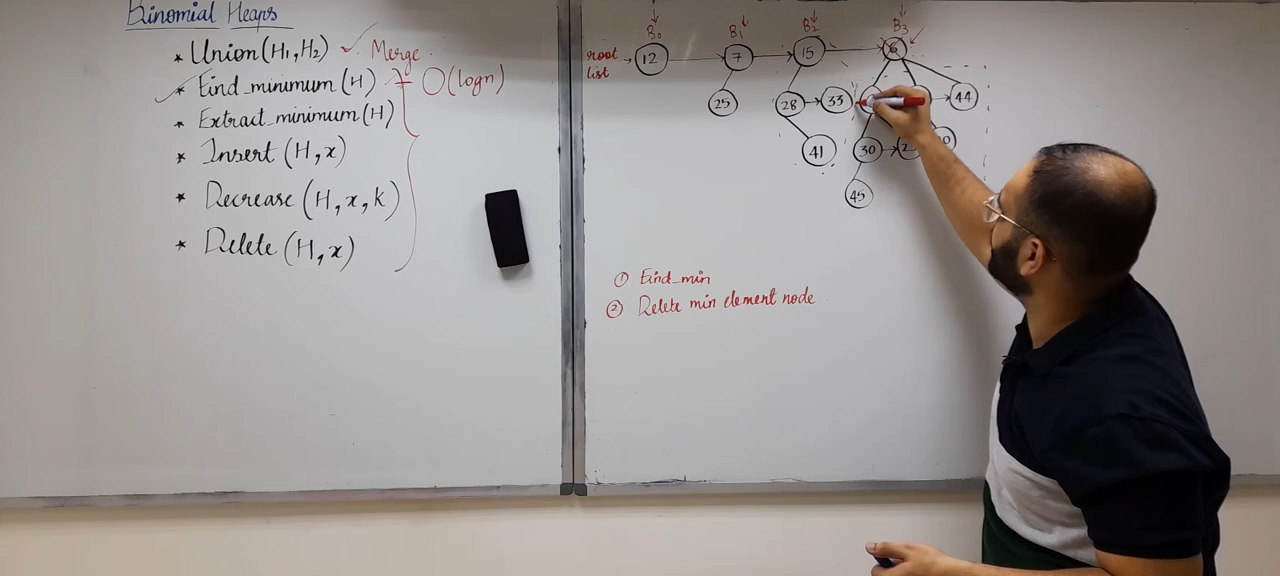 Binomial Heaps
* Union(H1,H2) ✓ Merge
✓ * Find_minimum(H) - O(logn)
* Extract_minimum(H)
* Insert(H,x)
* Decrease(H,x,k)
* Delete(H,x)
B0 B1 B2 B3
root list → 12 7 15 6
25 28 33 44
41 30
45
① Find_min
② Delete min element node